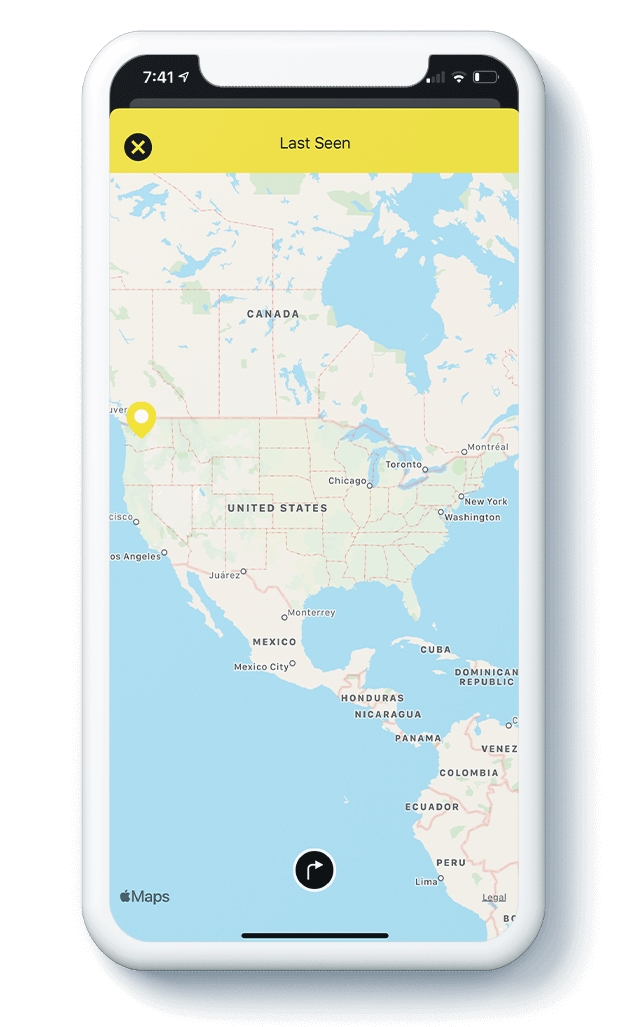 7:41
Last Seen
CANADA
uver
Montréal
Toronto
Chicago
New York
UNITED STATES
Washington
cisco
os Angeles
Juárez
Monterrey
MEXICO
CUBA
Mexico City
DOMINICAN
REPUBLIC
HONDURAS
NICARAGUA
C
PANAMA
VENEZ
COLOMBIA
ECUADOR
PERU
Lima
Maps
Legal
BO